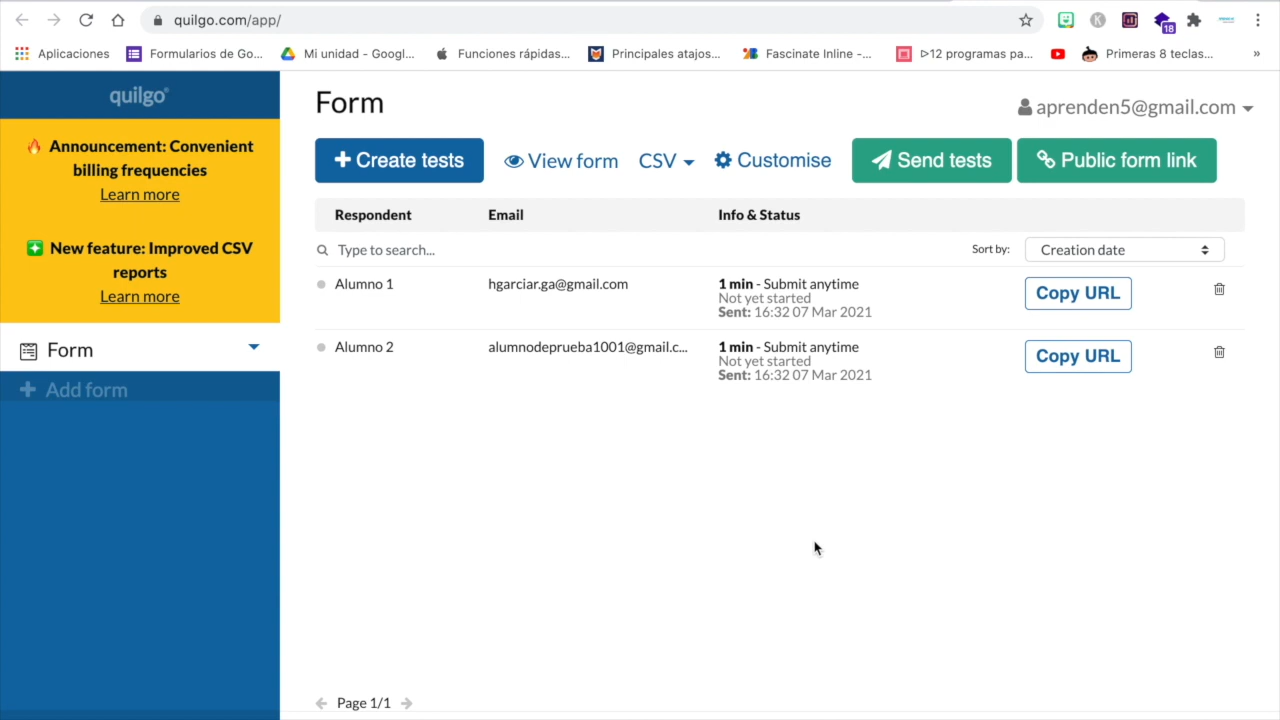 quilgo.com/app/
18
Aplicaciones
Formularios de Go...
Mi unidad - Googl...
Funciones rápidas...
Principales atajos...
Fascinate Inline -...
▷12 programas pa...
Primeras 8 teclas...
»
quilgo
Announcement: Convenient
billing frequencies
Learn more
New feature: Improved CSV
reports
Learn more
Form
+ Add form
Form
aprenden5@gmail.com
+ Create tests
View form
CSV
Customise
Send tests
Public form link
Respondent
Email
Info & Status
Type to search...
Sort by:
Creation date
Alumno 1
hgarciar.ga@gmail.com
1 min - Submit anytime
Not yet started
Sent: 16:32 07 Mar 2021
Copy URL
Alumno 2
alumnodeprueba1001@gmail.c...
1 min - Submit anytime
Not yet started
Sent: 16:32 07 Mar 2021
Copy URL
Page 1/1